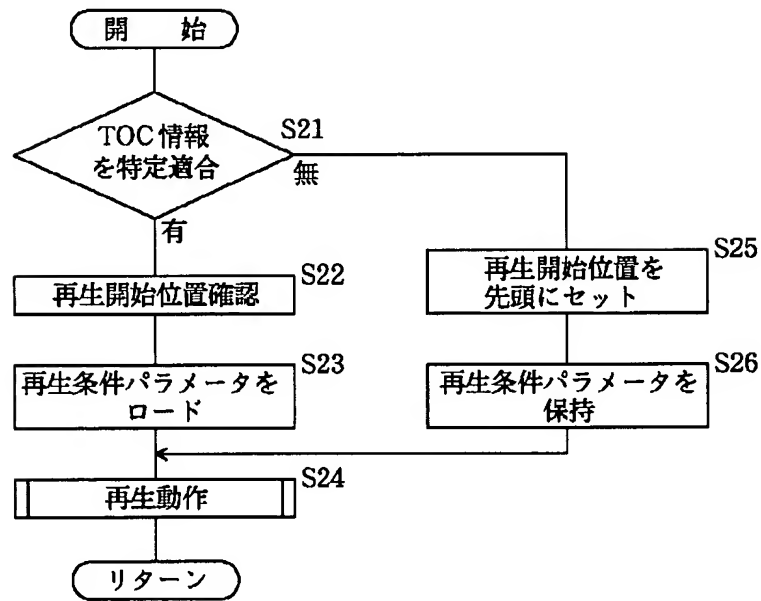 開 始
TOC情報
を特定適合
S21
無
有
S22
再生開始位置確認
S23
再生条件パラメータを
ロード
S25
再生開始位置を
先頭にセット
S26
再生条件パラメータを
保持
S24
再生動作
リターン